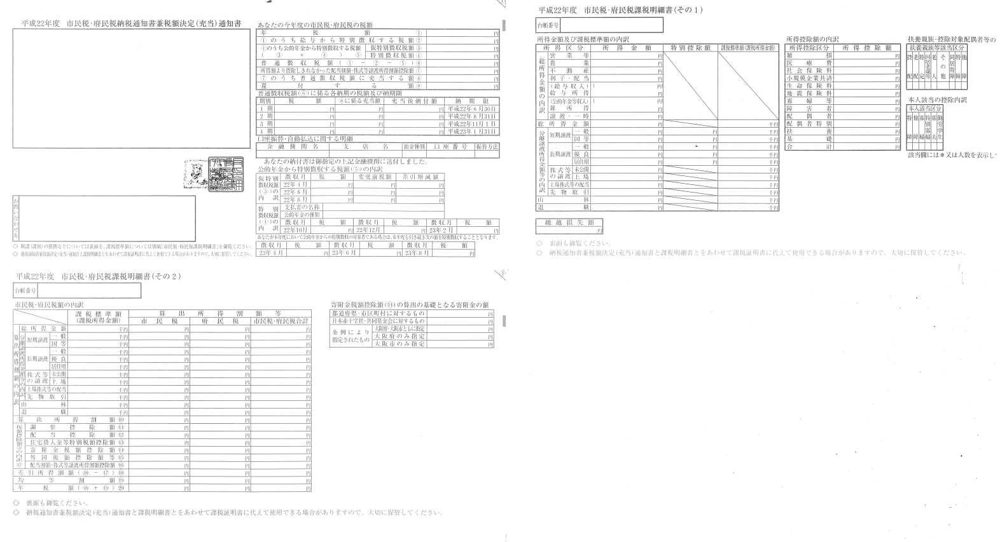 平成22年度 市民税・府民税納税通知書兼税額決定(充当)通知書
お問い合わせ先
◎ 賦課(課税)の根拠などについては裏面を、課税標準額については別紙「市民税・府民税課税明細書」を御覧ください。
◎ 納税通知書兼税額決定(充当)通知書と課税明細書とをあわせて課税証明書に代えて使用できる場合がありますので、大切に保管してください。
あなたの今年度の市民税・府民税の税額
年税額① 円
①のうち給与から特別徴収する税額② 円
①のうち公的年金から特別徴収する税額 仮特別徴収税額③ 円
(③+④)⑤ 特別徴収税額④ 円
普通徴収税額(①-②-⑤)⑥ 円
所得割より控除しきれなかった配当割額・株式等譲渡所得割額控除額⑦ 円
⑦のうち普通徴収税額に充当する額⑧ 円
還付する額⑨ 円
普通徴収税額(⑥)に係る各納期の税額及び納期限
期別 税額 ⑧に係る充当額 充当後納付額 納期限
1期 円 円 円 平成22年6月30日
2期 円 円 円 平成22年8月31日
3期 円 円 円 平成22年11月1日
4期 円 円 円 平成23年1月31日
口座振替・自動払込に関する明細
金融機関名 支店名 預金種別 口座番号 振替方法
あなたの納付書は御指定の上記金融機関に送付しました。
公的年金から特別徴収する税額(⑤)の内訳
仮特別徴収税額(③)の内訳 徴収月 税額 変更前税額 差引増減額
22年4月 円 円 円
22年6月 円 円 円
22年8月 円 円 円
特別徴収税額(④)の内訳 支払者の名称
公的年金の種類
徴収月 税額 徴収月 税額 徴収月 税額
22年10月 円 22年12月 円 23年2月 円
あなたが本年度において公的年金からの特別徴収の対象者である場合は、来年度も引き続き次の額を特別徴収することとなります。
徴収月 税額 徴収月 税額 徴収月 税額
23年4月 円 23年6月 円 23年8月 円
平成22年度 市民税・府民税課税明細書(その1)
台帳番号
所得金額及び課税標準額の内訳
所得区分 所得金額 特別控除額 課税標準額(課税所得金額)
総所得金額の内訳
営業等 円
農業 円
不動産 円
利子・配当 円
(給与収入) ( 円
給与所得 円
(公的年金等収入) ( 円
雑所得 円
譲渡・一時 円
総所得金額 円 千円
分離譲渡所得金額等の内訳
短期譲渡 一般 円 円 千円
国等 円 円 千円
長期譲渡 一般 円 円 千円
優良 円 円 千円
居住用 円 円 千円
株式等の譲渡 未公開 円 千円
上場 円 千円
上場株式等の配当 円 千円
先物取引 円 千円
山林 円 千円
退職 円 千円
繰越損失額
円
◎ 裏面も御覧ください。
◎ 納税通知書兼税額決定(充当)通知書と課税明細書とをあわせて課税証明書に代えて使用できる場合がありますので、大切に保管してください。
所得控除額の内訳
所得控除区分 所得控除額
雑損 円
医療費 円
社会保険料 円
小規模企業共済 円
生命保険料 円
地震保険料 円
寡婦等 円
障害者 円
配偶者 円
配偶者特別 円
扶養 円
基礎 円
合計 円
扶養親族・控除対象配偶者等の
扶養親族等該当区分
控配 老配 特定 同居老親等 老人 その他 同居特障 特障 他障
本人該当の控除内訳
本人該当区分
特障 他障 寡婦 特別寡婦 寡夫 勤労学生
該当欄には*又は人数を表示し
平成22年度 市民税・府民税課税明細書(その2)
③
台帳番号
市民税・府民税額の内訳
課税標準額(課税所得金額) 算出所得割額等
市民税 府民税 市民税・府民税合計
算出所得割額の内訳
総所得金額 千円 円 円 円
分離譲渡所得金額等の内訳
短期譲渡 一般 千円 円 円 円
国等 千円 円 円 円
長期譲渡 一般 千円 円 円 円
優良 千円 円 円 円
居住用 千円 円 円 円
株式等の譲渡 未公開 千円 円 円 円
上場 千円 円 円 円
上場株式等の配当 千円 円 円 円
先物取引 千円 円 円 円
山林 千円 円 円 円
退職 千円 円 円 円
算出所得割額⑩ 円 円 円
税額控除額等の内訳⑰
調整控除額⑪ 円 円 円
配当控除額⑫ 円 円 円
住宅借入金等特別税額控除額⑬ 円 円 円
寄附金税額控除額⑭ 円 円 円
外国税額控除額等⑮ 円 円 円
配当割額・株式等譲渡所得割額控除額⑯ 円 円 円
差引所得割額(⑩-⑰)⑱ 円 円 円
均等割額⑲ 円 円 円
年税額(⑱+⑲)⑳ 円 円 円
◎ 裏面も御覧ください。
◎ 納税通知書兼税額決定(充当)通知書と課税明細書とをあわせて課税証明書に代えて使用できる場合がありますので、大切に保管してください。
寄附金税額控除額(⑭)の算出の基礎となる寄附金の額
都道府県・市区町村に対するもの 円
日本赤十字社・共同募金会に対するもの 円
条例により指定されたもの 大阪府・大阪市ともに指定 円
大阪府のみ指定 円
大阪市のみ指定 円